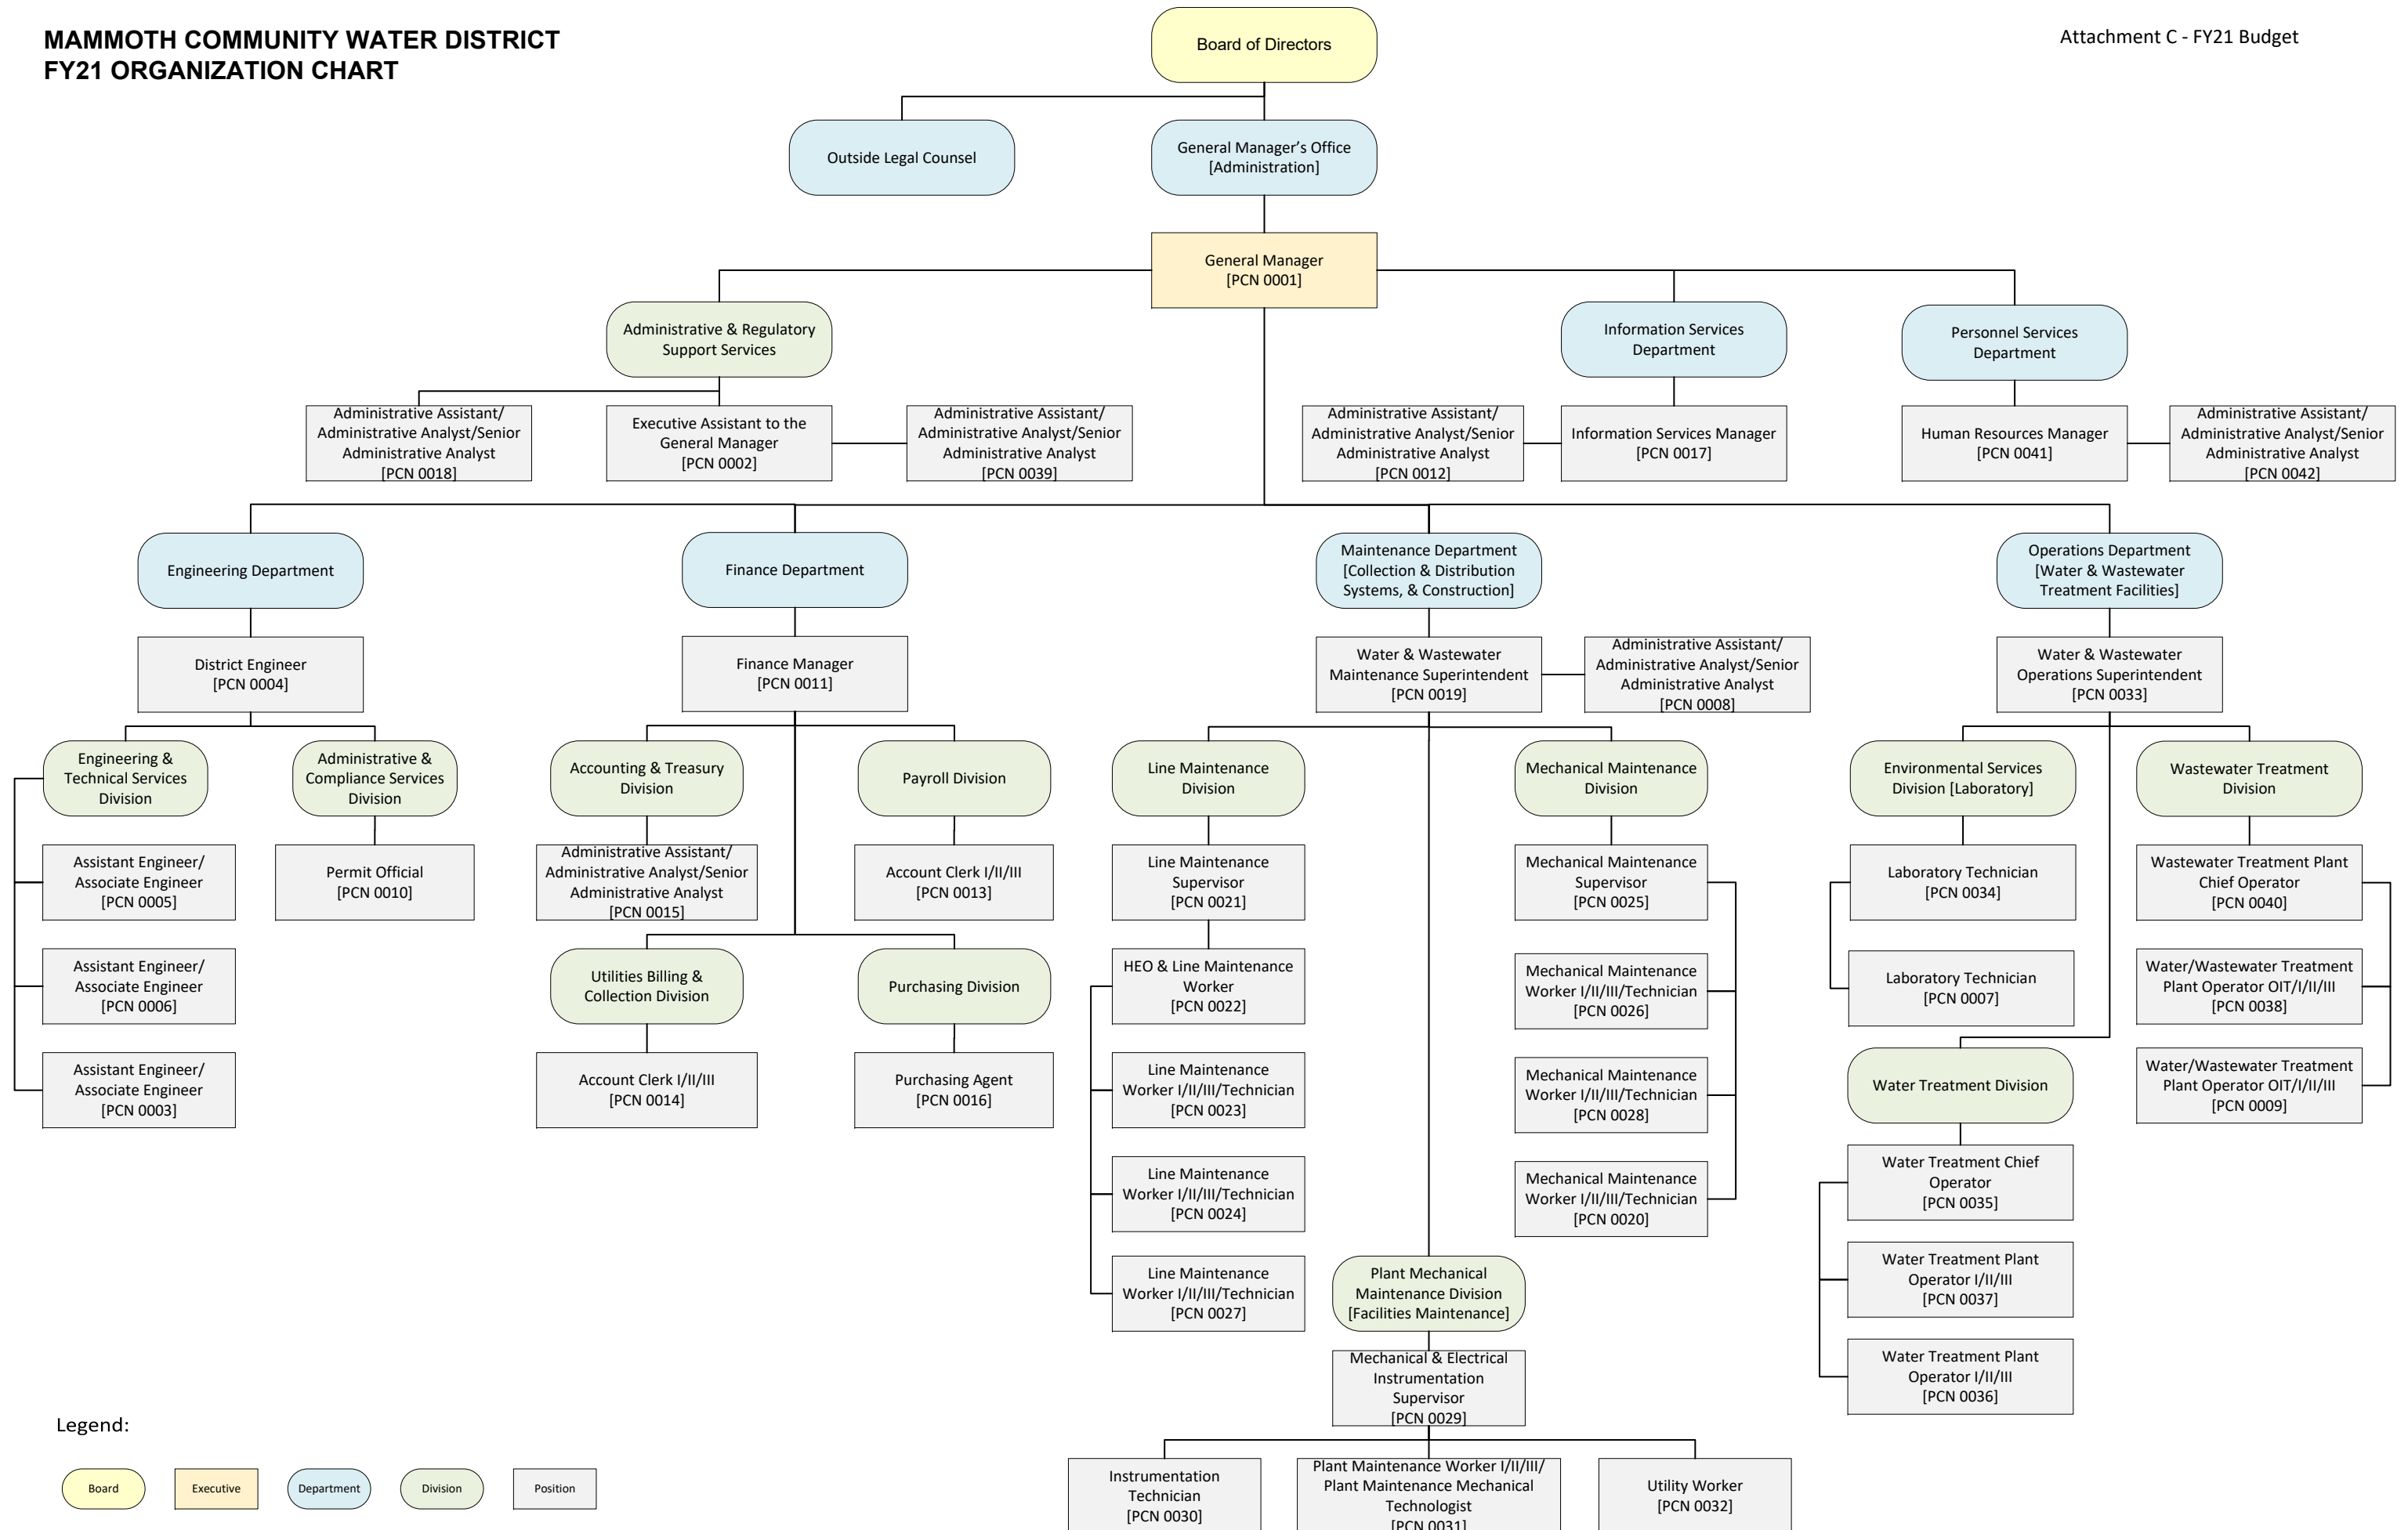 MAMMOTH COMMUNITY WATER DISTRICT
FY21 ORGANIZATION CHART
Attachment C - FY21 Budget
Board of Directors
Outside Legal Counsel
General Manager’s Office
[Administration]
General Manager
[PCN 0001]
Administrative & Regulatory
Support Services
Information Services
Department
Personnel Services
Department
Administrative Assistant/
Administrative Analyst/Senior
Administrative Analyst
[PCN 0018]
Executive Assistant to the
General Manager
[PCN 0002]
Administrative Assistant/
Administrative Analyst/Senior
Administrative Analyst
[PCN 0039]
Administrative Assistant/
Administrative Analyst/Senior
Administrative Analyst
[PCN 0012]
Information Services Manager
[PCN 0017]
Human Resources Manager
[PCN 0041]
Administrative Assistant/
Administrative Analyst/Senior
Administrative Analyst
[PCN 0042]
Engineering Department
Finance Department
Maintenance Department
[Collection & Distribution
Systems, & Construction]
Operations Department
[Water & Wastewater
Treatment Facilities]
District Engineer
[PCN 0004]
Finance Manager
[PCN 0011]
Water & Wastewater
Maintenance Superintendent
[PCN 0019]
Administrative Assistant/
Administrative Analyst/Senior
Administrative Analyst
[PCN 0008]
Water & Wastewater
Operations Superintendent
[PCN 0033]
Engineering &
Technical Services
Division
Administrative &
Compliance Services
Division
Accounting & Treasury
Division
Payroll Division
Line Maintenance
Division
Mechanical Maintenance
Division
Environmental Services
Division [Laboratory]
Wastewater Treatment
Division
Assistant Engineer/
Associate Engineer
[PCN 0005]
Permit Official
[PCN 0010]
Administrative Assistant/
Administrative Analyst/Senior
Administrative Analyst
[PCN 0015]
Account Clerk I/II/III
[PCN 0013]
Line Maintenance
Supervisor
[PCN 0021]
Mechanical Maintenance
Supervisor
[PCN 0025]
Laboratory Technician
[PCN 0034]
Wastewater Treatment Plant
Chief Operator
[PCN 0040]
Assistant Engineer/
Associate Engineer
[PCN 0006]
Utilities Billing &
Collection Division
Purchasing Division
HEO & Line Maintenance
Worker
[PCN 0022]
Mechanical Maintenance
Worker I/II/III/Technician
[PCN 0026]
Laboratory Technician
[PCN 0007]
Water/Wastewater Treatment
Plant Operator OIT/I/II/III
[PCN 0038]
Assistant Engineer/
Associate Engineer
[PCN 0003]
Account Clerk I/II/III
[PCN 0014]
Purchasing Agent
[PCN 0016]
Line Maintenance
Worker I/II/III/Technician
[PCN 0023]
Mechanical Maintenance
Worker I/II/III/Technician
[PCN 0028]
Water Treatment Division
Water/Wastewater Treatment
Plant Operator OIT/I/II/III
[PCN 0009]
Line Maintenance
Worker I/II/III/Technician
[PCN 0024]
Mechanical Maintenance
Worker I/II/III/Technician
[PCN 0020]
Water Treatment Chief
Operator
[PCN 0035]
Line Maintenance
Worker I/II/III/Technician
[PCN 0027]
Plant Mechanical
Maintenance Division
[Facilities Maintenance]
Water Treatment Plant
Operator I/II/III
[PCN 0037]
Mechanical & Electrical
Instrumentation
Supervisor
[PCN 0029]
Water Treatment Plant
Operator I/II/III
[PCN 0036]
Instrumentation
Technician
[PCN 0030]
Plant Maintenance Worker I/II/III/
Plant Maintenance Mechanical
Technologist
[PCN 0031]
Utility Worker
[PCN 0032]
Legend:
Board
Executive
Department
Division
Position